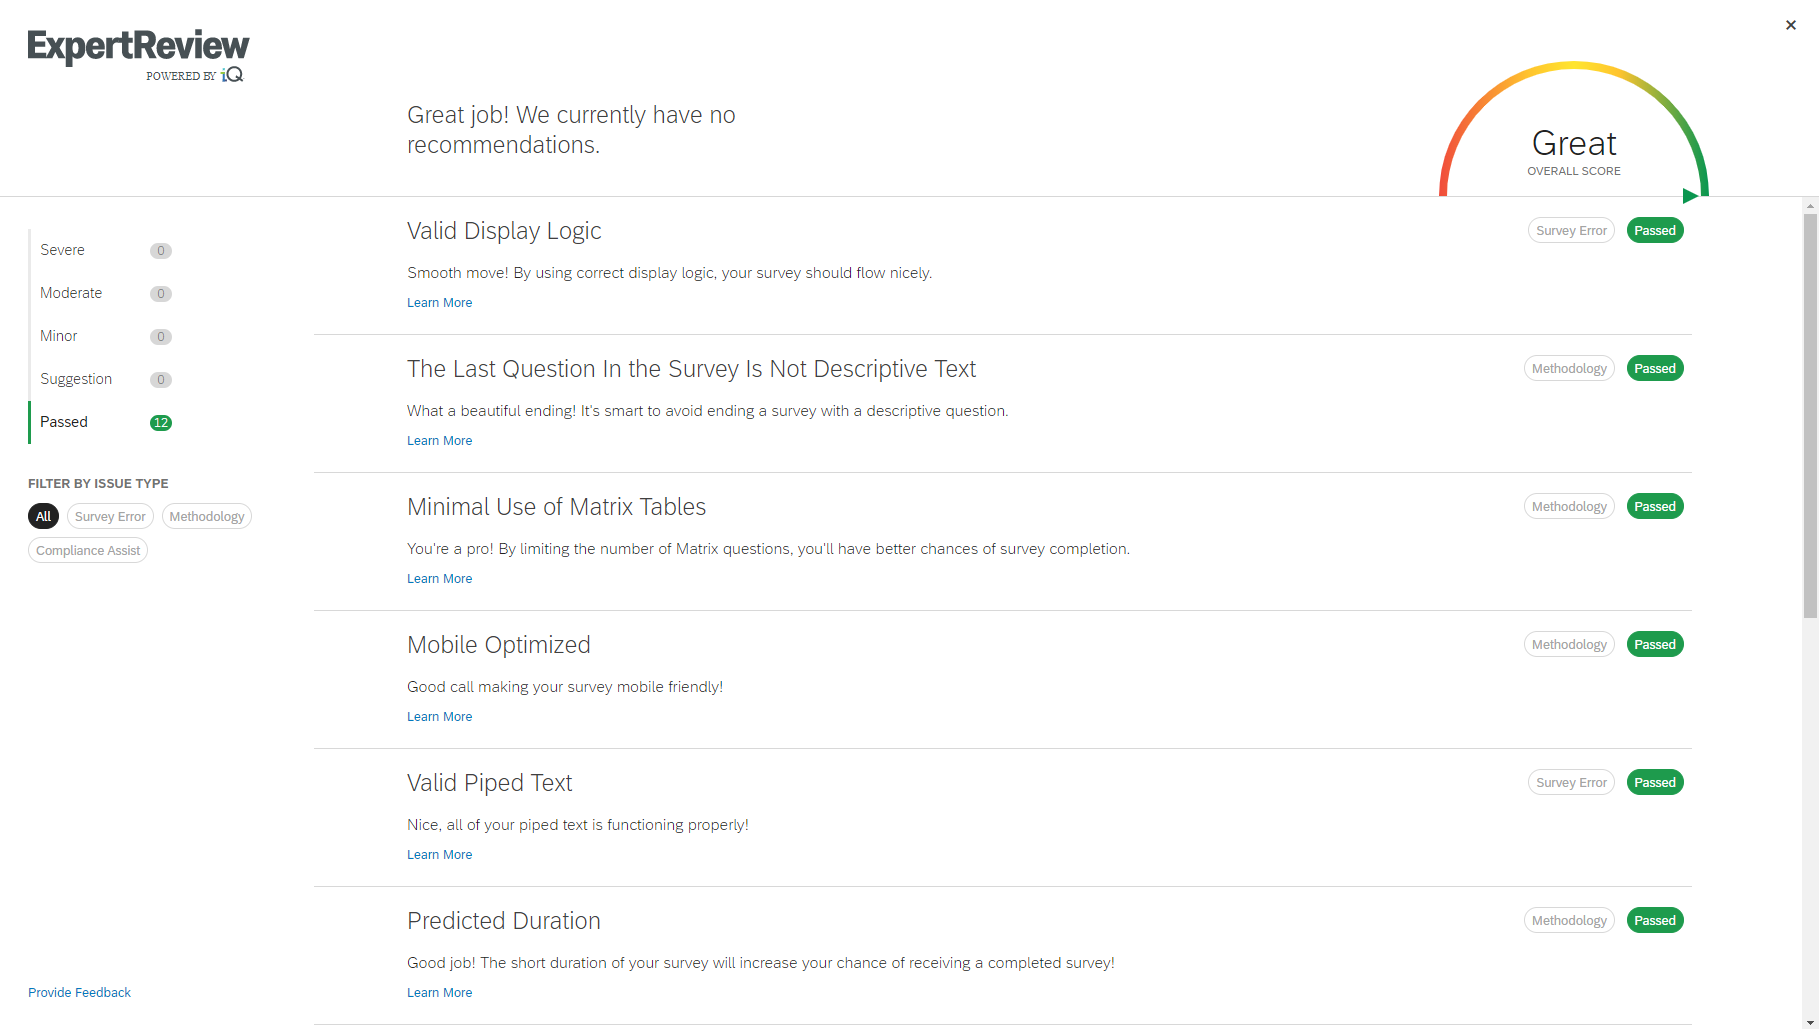 ExpertReview
POWERED BY iQ
Great job! We currently have no
recommendations.
Great
OVERALL SCORE
Severe 0
Moderate 0
Minor 0
Suggestion 0
Passed 12
FILTER BY ISSUE TYPE
All Survey Error Methodology
Compliance Assist
Provide Feedback
Valid Display Logic Survey Error Passed
Smooth move! By using correct display logic, your survey should flow nicely.
Learn More
The Last Question In the Survey Is Not Descriptive Text Methodology Passed
What a beautiful ending! It's smart to avoid ending a survey with a descriptive question.
Learn More
Minimal Use of Matrix Tables Methodology Passed
You're a pro! By limiting the number of Matrix questions, you'll have better chances of survey completion.
Learn More
Mobile Optimized Methodology Passed
Good call making your survey mobile friendly!
Learn More
Valid Piped Text Survey Error Passed
Nice, all of your piped text is functioning properly!
Learn More
Predicted Duration Methodology Passed
Good job! The short duration of your survey will increase your chance of receiving a completed survey!
Learn More